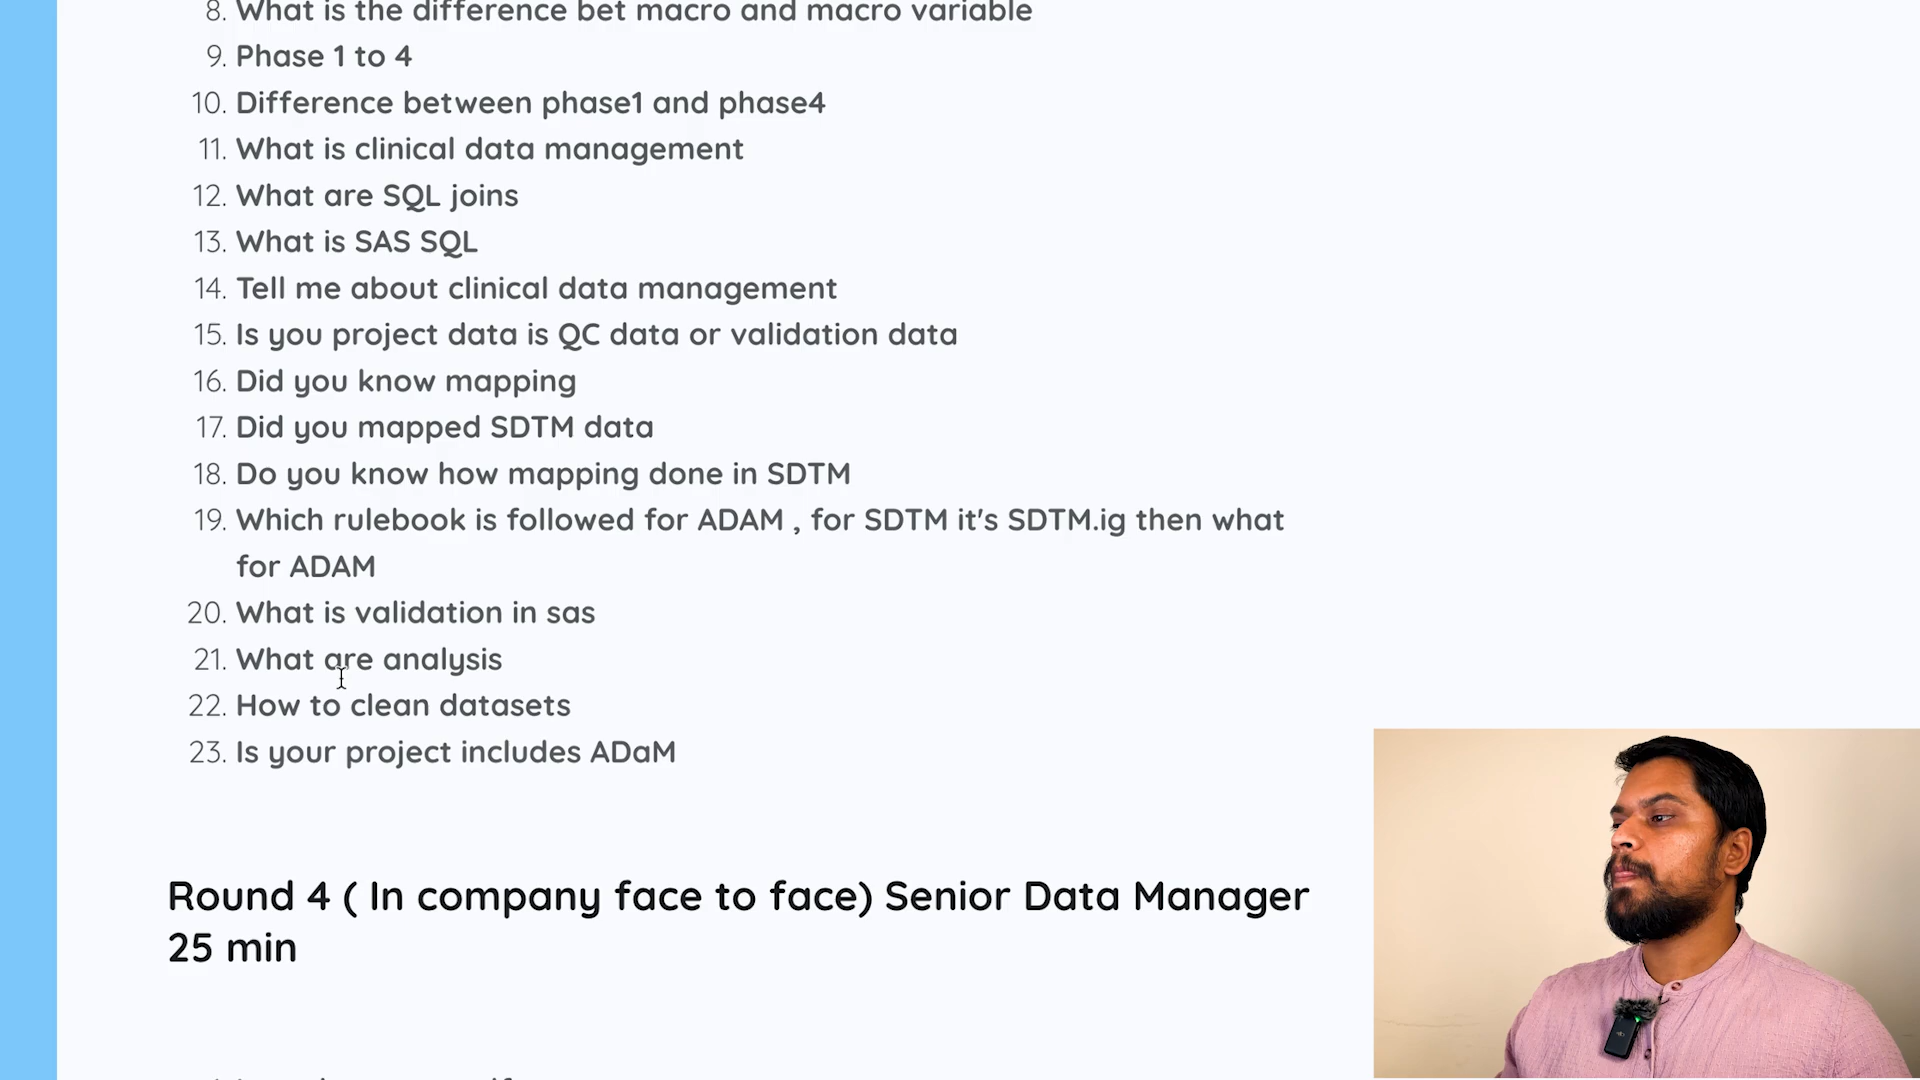 8. What is the difference bet macro and macro variable
9. Phase 1 to 4
10. Difference between phase1 and phase4
11. What is clinical data management
12. What are SQL joins
13. What is SAS SQL
14. Tell me about clinical data management
15. Is you project data is QC data or validation data
16. Did you know mapping
17. Did you mapped SDTM data
18. Do you know how mapping done in SDTM
19. Which rulebook is followed for ADAM , for SDTM it's SDTM.ig then what
for ADAM
20. What is validation in sas
21. What are analysis
22. How to clean datasets
23. Is your project includes ADaM
Round 4 ( In company face to face) Senior Data Manager
25 min